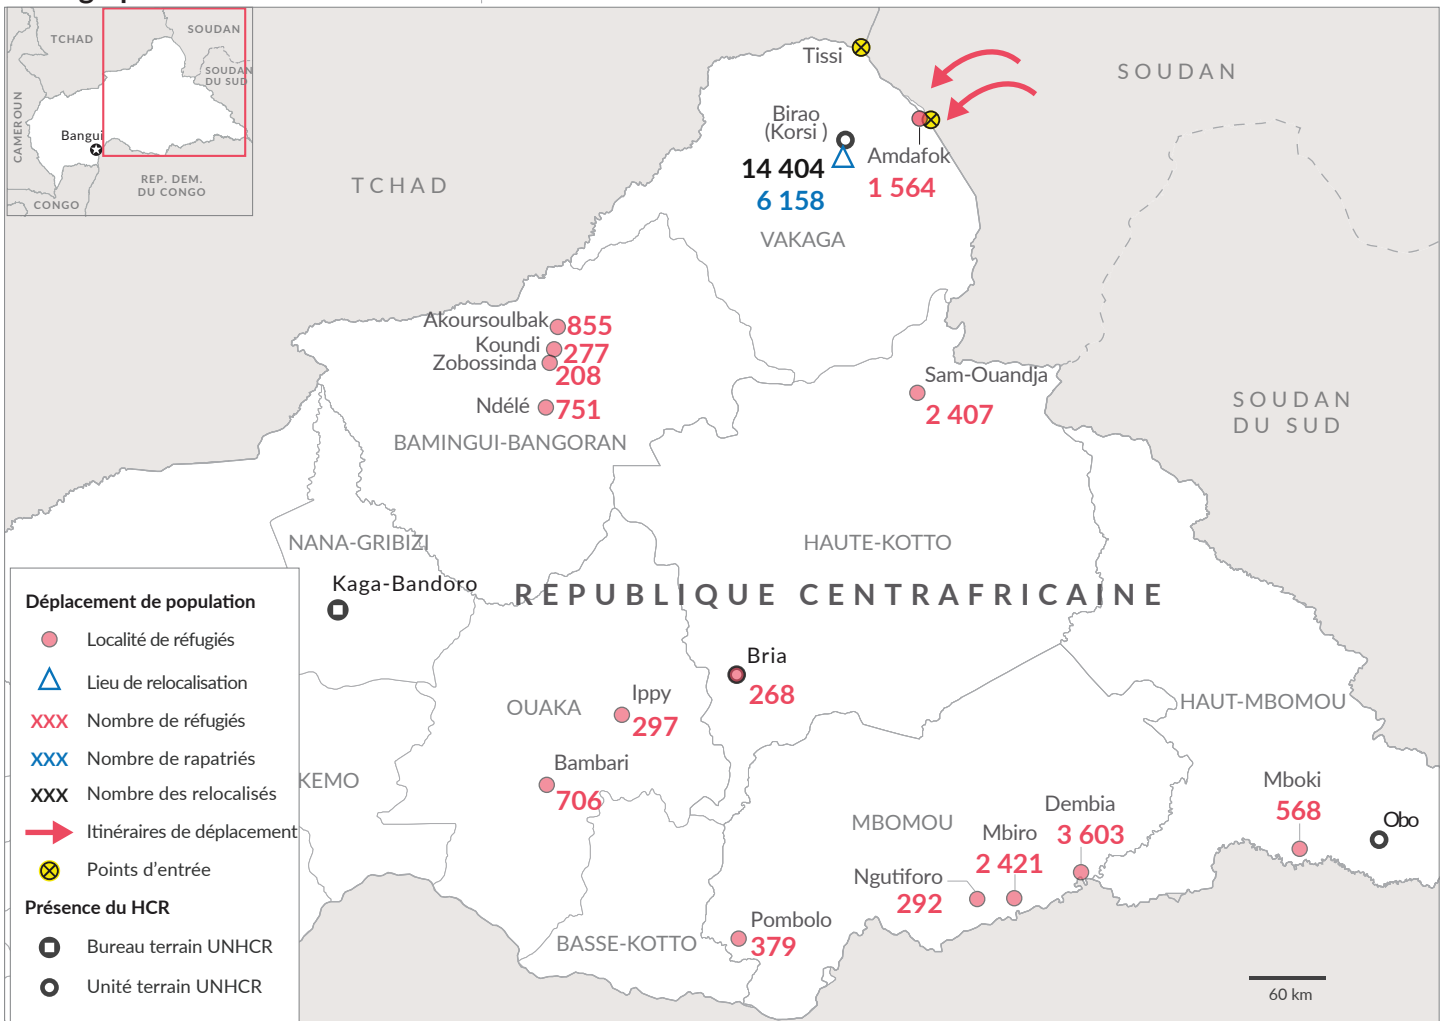 TCHAD
SOUDAN
SOUDAN
DU SUD
CAMEROUN
Bangui
REP. DEM.
DU CONGO
CONGO
Tissi
SOUDAN
Birao
(Korsi )
14 404
6 158
Amdafok
1 564
VAKAGA
TCHAD
Akoursoulbak
855
Koundi
277
Zobossinda
208
Ndélé
751
BAMINGUI-BANGORAN
Sam-Ouandja
2 407
SOUDAN
DU SUD
NANA-GRIBIZI
HAUTE-KOTTO
Kaga-Bandoro
REPUBLIQUE CENTRAFRICAINE
Bria
268
Ippy
297
OUAKA
Bambari
706
HAUT-MBOMOU
Mboki
568
Obo
Dembia
3 603
MBOMOU
Mbiro
2 421
Ngutiforo
292
Pombolo
379
BASSE-KOTTO
KEMO
Déplacement de population
Localité de réfugiés
Lieu de relocalisation
XXX Nombre de réfugiés
XXX Nombre de rapatriés
XXX Nombre des relocalisés
Itinéraires de déplacement
Points d'entrée
Présence du HCR
Bureau terrain UNHCR
Unité terrain UNHCR
60 km